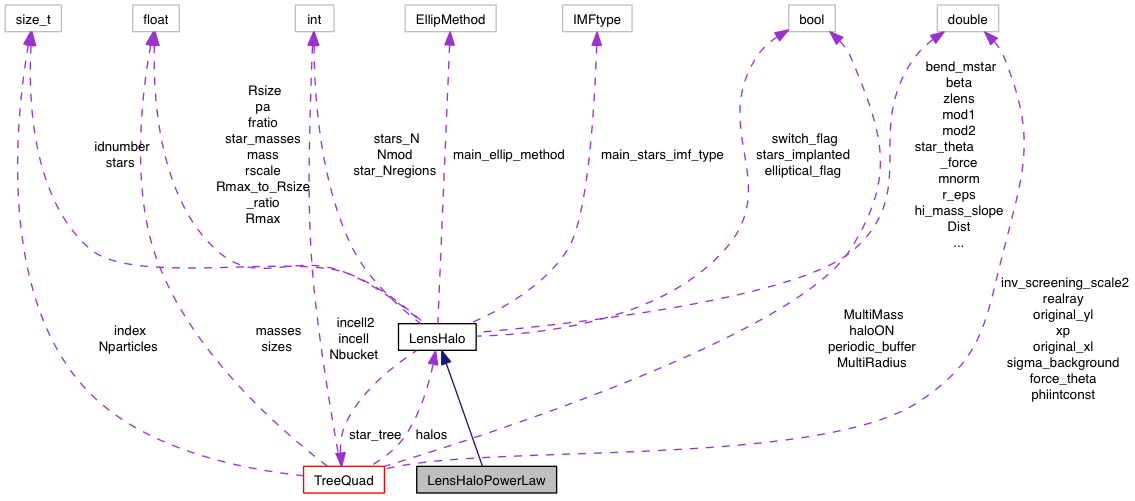 size_t
float
int
EllipMethod
IMFtype
bool
double
idnumber
stars
Rsize
pa
fratio
star_masses
mass
rscale
Rmax_to_Rsize
_ratio
Rmax
stars_N
Nmod
star_Nregions
main_ellip_method
main_stars_imf_type
switch_flag
stars_implanted
elliptical_flag
bend_mstar
beta
zlens
mod1
mod2
star_theta
_force
mnorm
r_eps
hi_mass_slope
Dist
...
index
Nparticles
masses
sizes
incell2
incell
Nbucket
LensHalo
MultiMass
haloON
periodic_buffer
MultiRadius
inv_screening_scale2
realray
original_yl
xp
original_xl
sigma_background
force_theta
phiintconst
star_tree
halos
TreeQuad
LensHaloPowerLaw